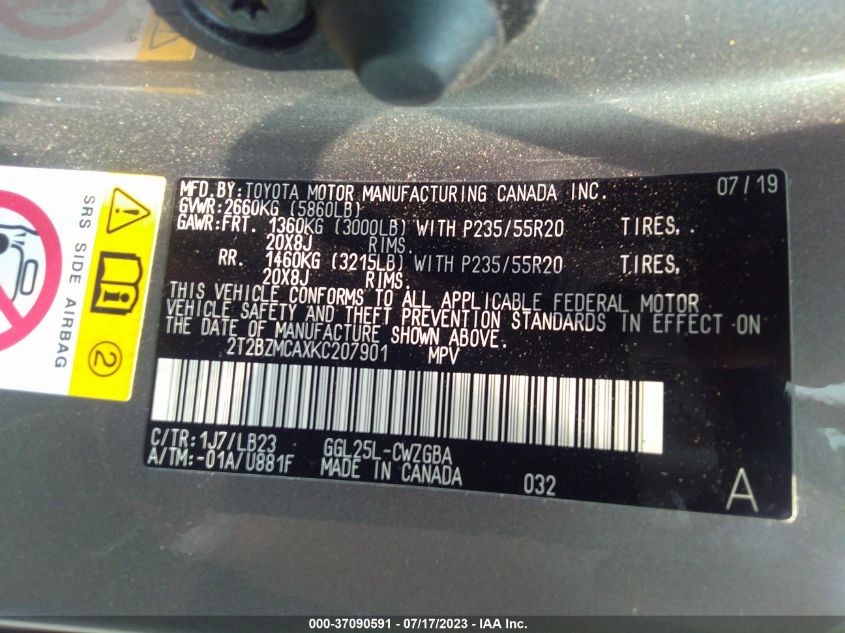 MFD.BY:TOYOTA MOTOR MANUFACTURING CANADA INC. 07/19
GVWR:2660KG (5860LB)
GAWR:FRT. 1360KG (3000LB) WITH P235/55R20 TIRES,.
20X8J RIMS.
RR. 1460KG (3215LB) WITH P235/55R20 TIRES,
20X8J RIMS.
THIS VEHICLE CONFORMS TO ALL APPLICABLE FEDERAL MOTOR
VEHICLE SAFETY AND THEFT PREVENTION STANDARDS IN EFFECT ON
THE DATE OF MANUFACTURE SHOWN ABOVE.
2T2BZMCAXKC207901 MPV
C/TR:1J7/LB23 GGL25L-CWZGBA
A/TM:-01A/U881F MADE IN CANADA 032 A
SRS SIDE AIRBAG
2
000-37090591 - 07/17/2023 - IAA Inc.